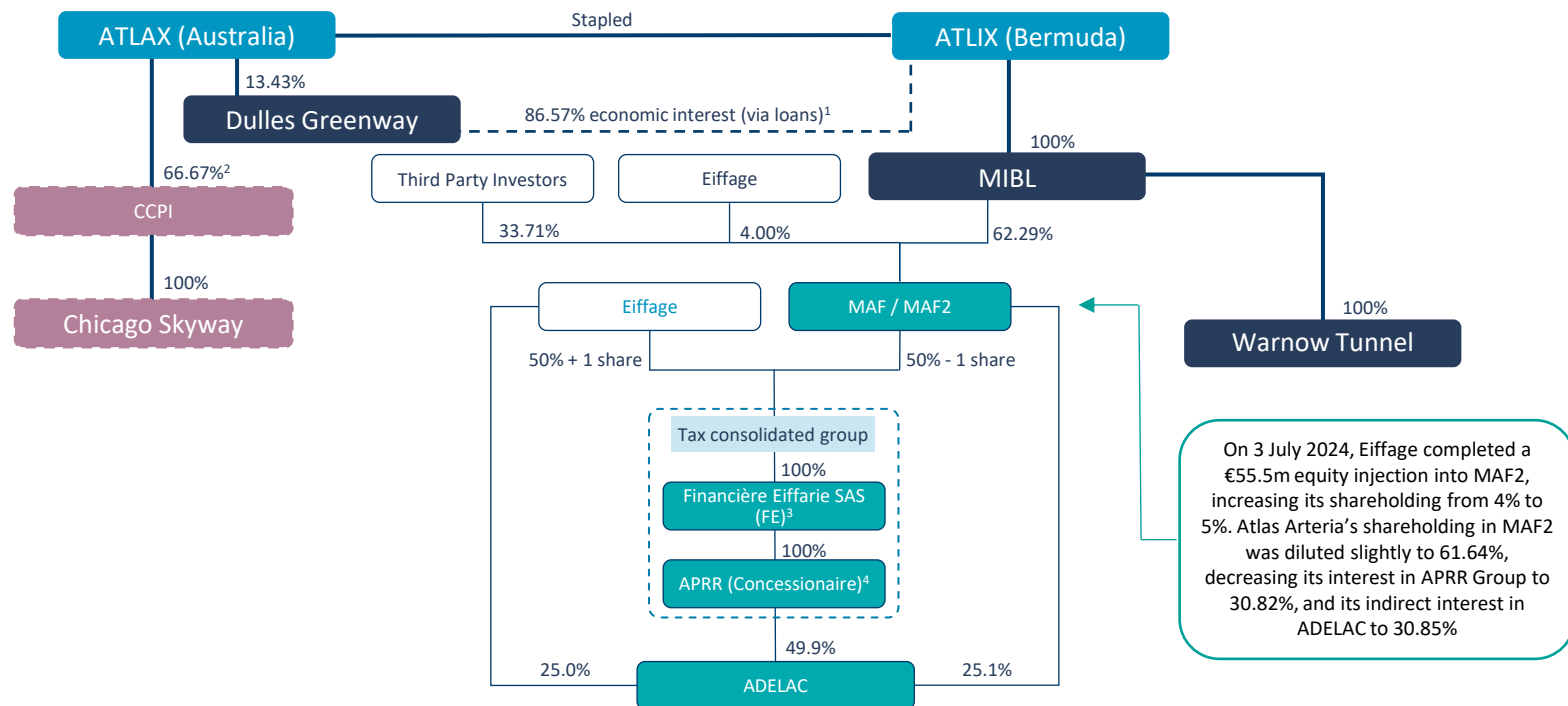 Stapled
ATLAX (Australia)
ATLIX (Bermuda)
13.43%
Dulles Greenway
86.57% economic interest (via loans)1
100%
66.67%2
Third Party Investors
Eiffage
MIBL
CCPI
33.71%
4.00%
62.29%
100%
Eiffage
MAF / MAF2
100%
Chicago Skyway
Warnow Tunnel
50% + 1 share
50% - 1 share
Tax consolidated group
100%
Financière Eiffarie SAS
(FE)3
100%
APRR (Concessionaire)4
49.9%
25.0%
ADELAC
25.1%
On 3 July 2024, Eiffage completed a
€55.5m equity injection into MAF2,
increasing its shareholding from 4% to
5%. Atlas Arteria’s shareholding in MAF2
was diluted slightly to 61.64%,
decreasing its interest in APRR Group to
30.82%, and its indirect interest in
ADELAC to 30.85%